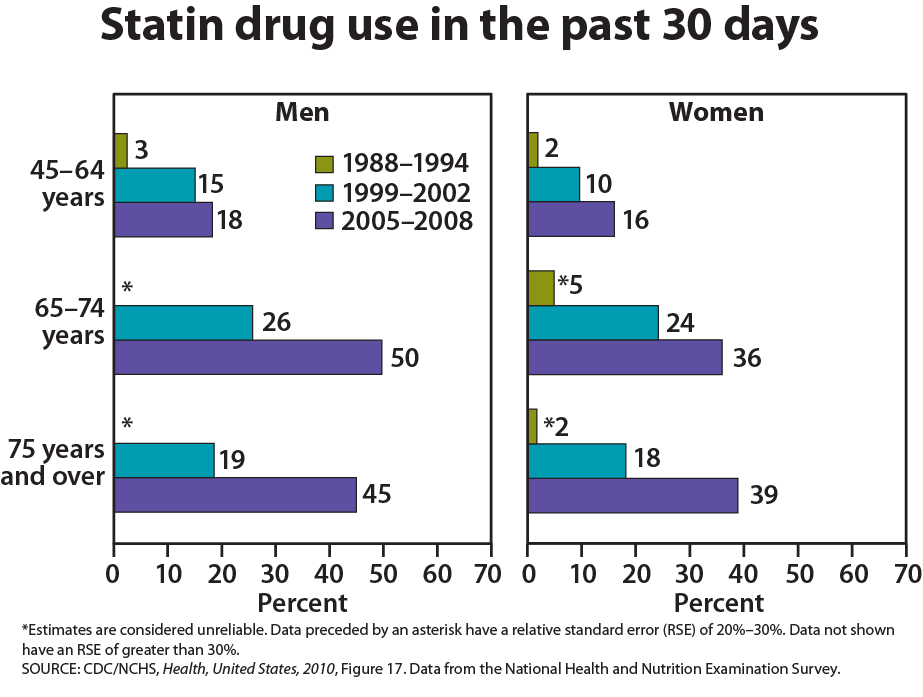 Statin drug use in the past 30 days
Men
45–64
years
3
15
18
1988–1994
1999–2002
2005–2008
65–74
years
*
26
50
75 years
and over
*
19
45
0 10 20 30 40 50 60 70
Percent
Women
2
10
16
*5
24
36
*2
18
39
0 10 20 30 40 50 60 70
Percent
*Estimates are considered unreliable. Data preceded by an asterisk have a relative standard error (RSE) of 20%–30%. Data not shown
have an RSE of greater than 30%.
SOURCE: CDC/NCHS, Health, United States, 2010, Figure 17. Data from the National Health and Nutrition Examination Survey.